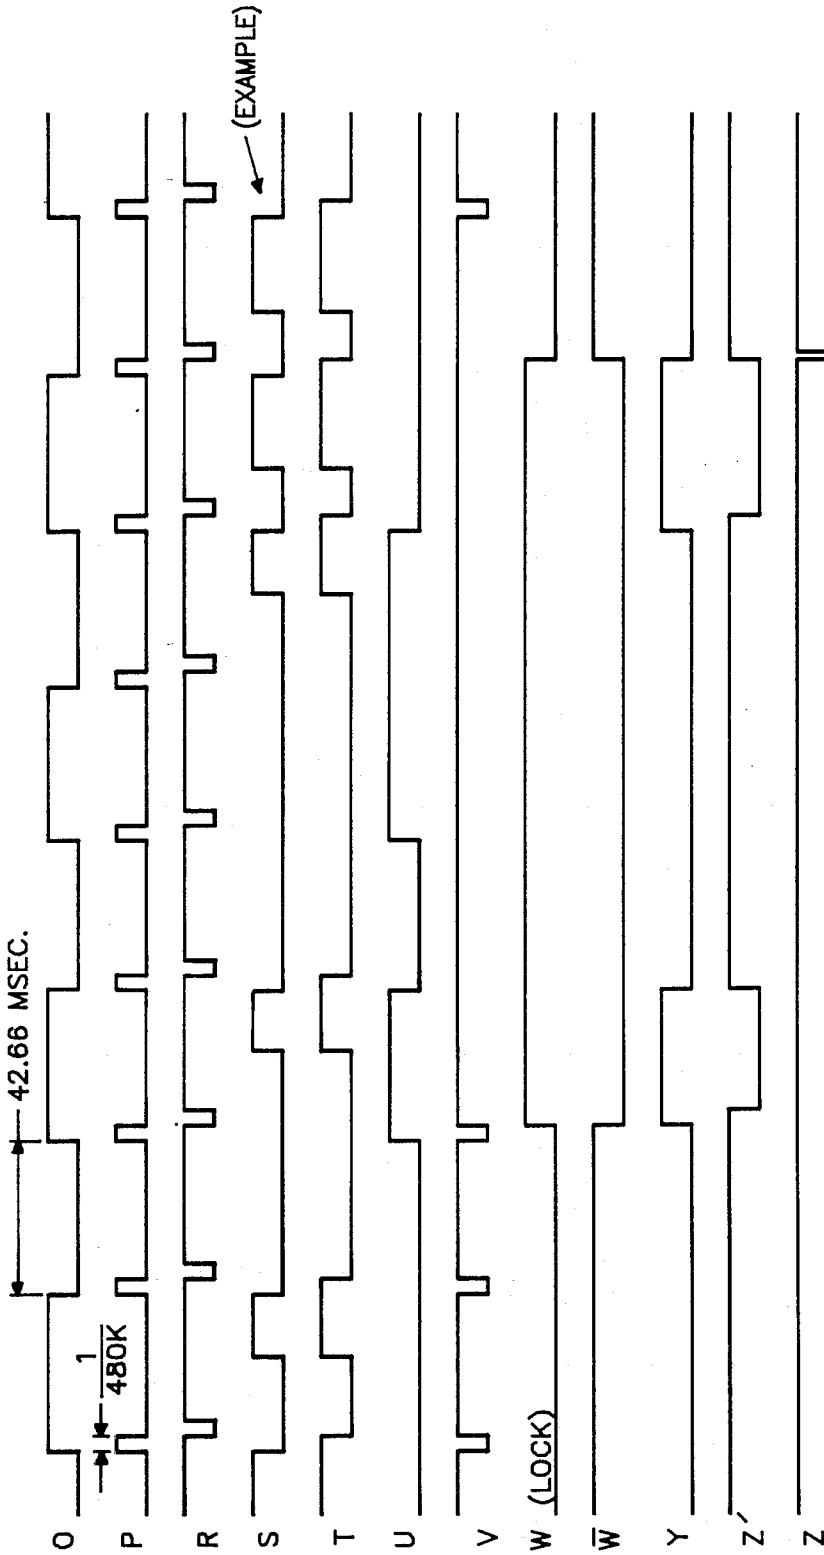 42.66 MSEC.
1
480K
(EXAMPLE)
O
P
R
S
T
U
V
W (LOCK)
W̅
Y
Z′
Z